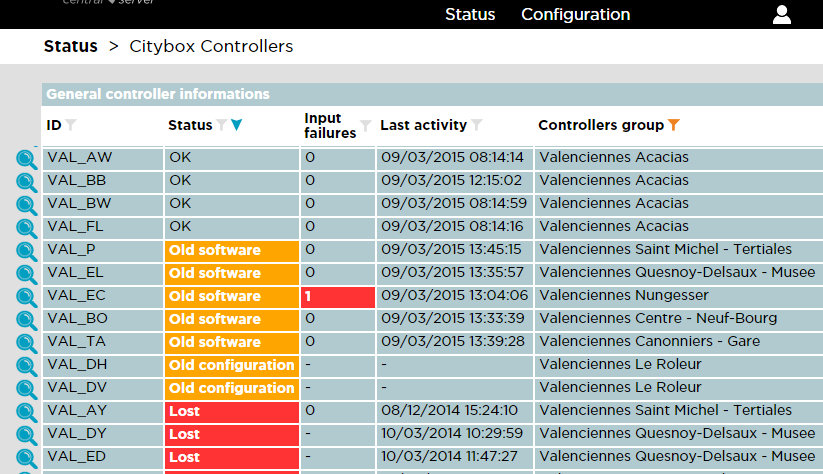 central server
Status Configuration
Status > Citybox Controllers
General controller informations
ID Status Input failures Last activity Controllers group
VAL_AW OK 0 09/03/2015 08:14:14 Valenciennes Acacias
VAL_BB OK 0 09/03/2015 12:15:02 Valenciennes Acacias
VAL_BW OK 0 09/03/2015 08:14:59 Valenciennes Acacias
VAL_FL OK 0 09/03/2015 08:14:16 Valenciennes Acacias
VAL_P Old software 0 09/03/2015 13:45:15 Valenciennes Saint Michel - Tertiales
VAL_EL Old software 0 09/03/2015 13:35:57 Valenciennes Quesnoy-Delsaux - Musee
VAL_EC Old software 1 09/03/2015 13:04:06 Valenciennes Nungesser
VAL_BO Old software 0 09/03/2015 13:33:39 Valenciennes Centre - Neuf-Bourg
VAL_TA Old software 0 09/03/2015 13:39:28 Valenciennes Canonniers - Gare
VAL_DH Old configuration - - Valenciennes Le Roleur
VAL_DV Old configuration - - Valenciennes Le Roleur
VAL_AY Lost 0 08/12/2014 15:24:10 Valenciennes Saint Michel - Tertiales
VAL_DY Lost - 10/03/2014 10:29:59 Valenciennes Quesnoy-Delsaux - Musee
VAL_ED Lost - 10/03/2014 11:47:27 Valenciennes Quesnoy-Delsaux - Musee